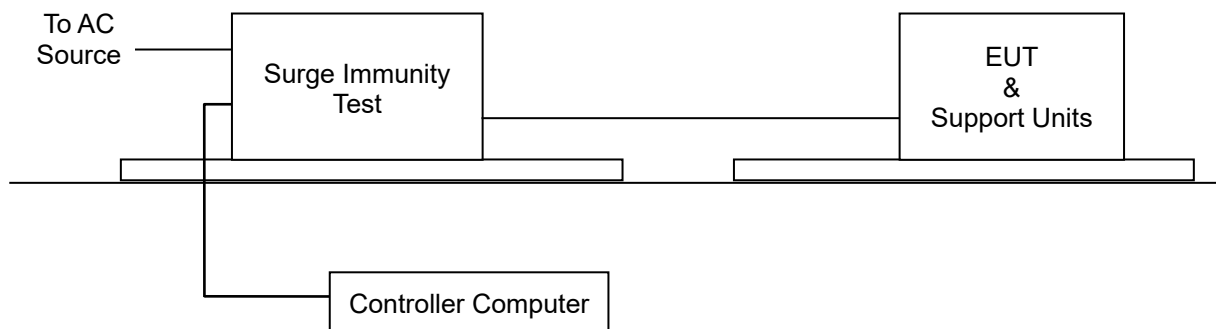 To AC
Source
Surge Immunity
Test
EUT
&
Support Units
Controller Computer